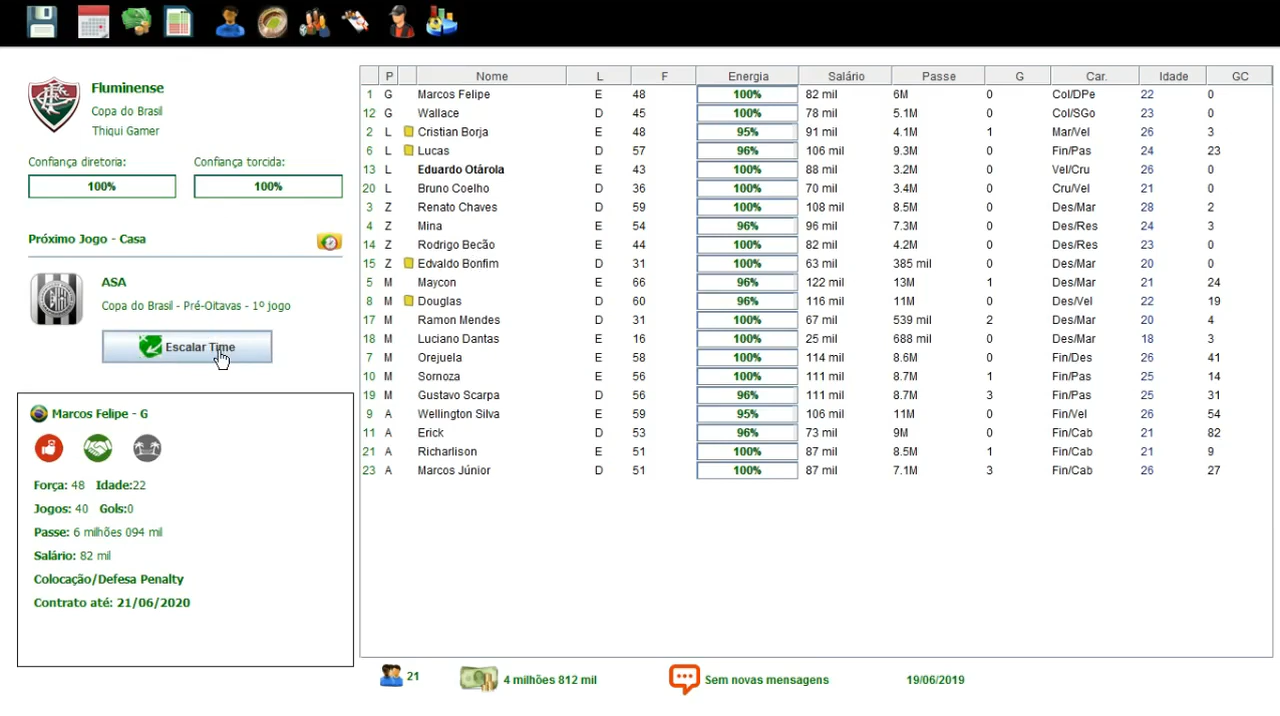 Fluminense
Copa do Brasil
Thiqui Gamer
Confiança diretoria: Confiança torcida:
100% 100%
Próximo Jogo - Casa
ASA
Copa do Brasil - Pré-Oitavas - 1º jogo
Escalar Time
Marcos Felipe - G
Força: 48 Idade:22
Jogos: 40 Gols:0
Passe: 6 milhões 094 mil
Salário: 82 mil
Colocação/Defesa Penalty
Contrato até: 21/06/2020
P Nome L F Energia Salário Passe G Car. Idade GC
1 G Marcos Felipe E 48 100% 82 mil 6M 0 Col/DPe 22 0
12 G Wallace D 45 100% 78 mil 5.1M 0 Col/SGo 23 0
2 L Cristian Borja E 48 95% 91 mil 4.1M 1 Mar/Vel 26 3
6 L Lucas D 57 96% 106 mil 9.3M 0 Fin/Pas 24 23
13 L Eduardo Otárola E 43 100% 88 mil 3.2M 0 Vel/Cru 26 0
20 L Bruno Coelho D 36 100% 70 mil 3.4M 0 Cru/Vel 21 0
3 Z Renato Chaves D 59 100% 108 mil 8.5M 0 Des/Mar 28 2
4 Z Mina E 54 96% 96 mil 7.3M 0 Des/Res 24 3
14 Z Rodrigo Becão E 44 100% 82 mil 4.2M 0 Des/Res 23 0
15 Z Edvaldo Bonfim D 31 100% 63 mil 385 mil 0 Des/Mar 20 0
5 M Maycon E 66 96% 122 mil 13M 1 Des/Mar 21 24
8 M Douglas D 60 96% 116 mil 11M 0 Des/Vel 22 19
17 M Ramon Mendes D 31 100% 67 mil 539 mil 2 Des/Mar 20 4
18 M Luciano Dantas E 16 100% 25 mil 688 mil 0 Des/Mar 18 3
7 M Orejuela E 58 100% 114 mil 8.6M 0 Fin/Des 26 41
10 M Sornoza E 56 100% 111 mil 8.7M 1 Fin/Pas 25 14
19 M Gustavo Scarpa D 56 96% 111 mil 8.7M 3 Fin/Pas 25 31
9 A Wellington Silva E 59 95% 106 mil 11M 0 Fin/Vel 26 54
11 A Erick D 53 96% 73 mil 9M 0 Fin/Cab 21 82
21 A Richarlison E 51 100% 87 mil 8.5M 1 Fin/Cab 21 9
23 A Marcos Júnior D 51 100% 87 mil 7.1M 3 Fin/Cab 26 27
21 4 milhões 812 mil Sem novas mensagens 19/06/2019